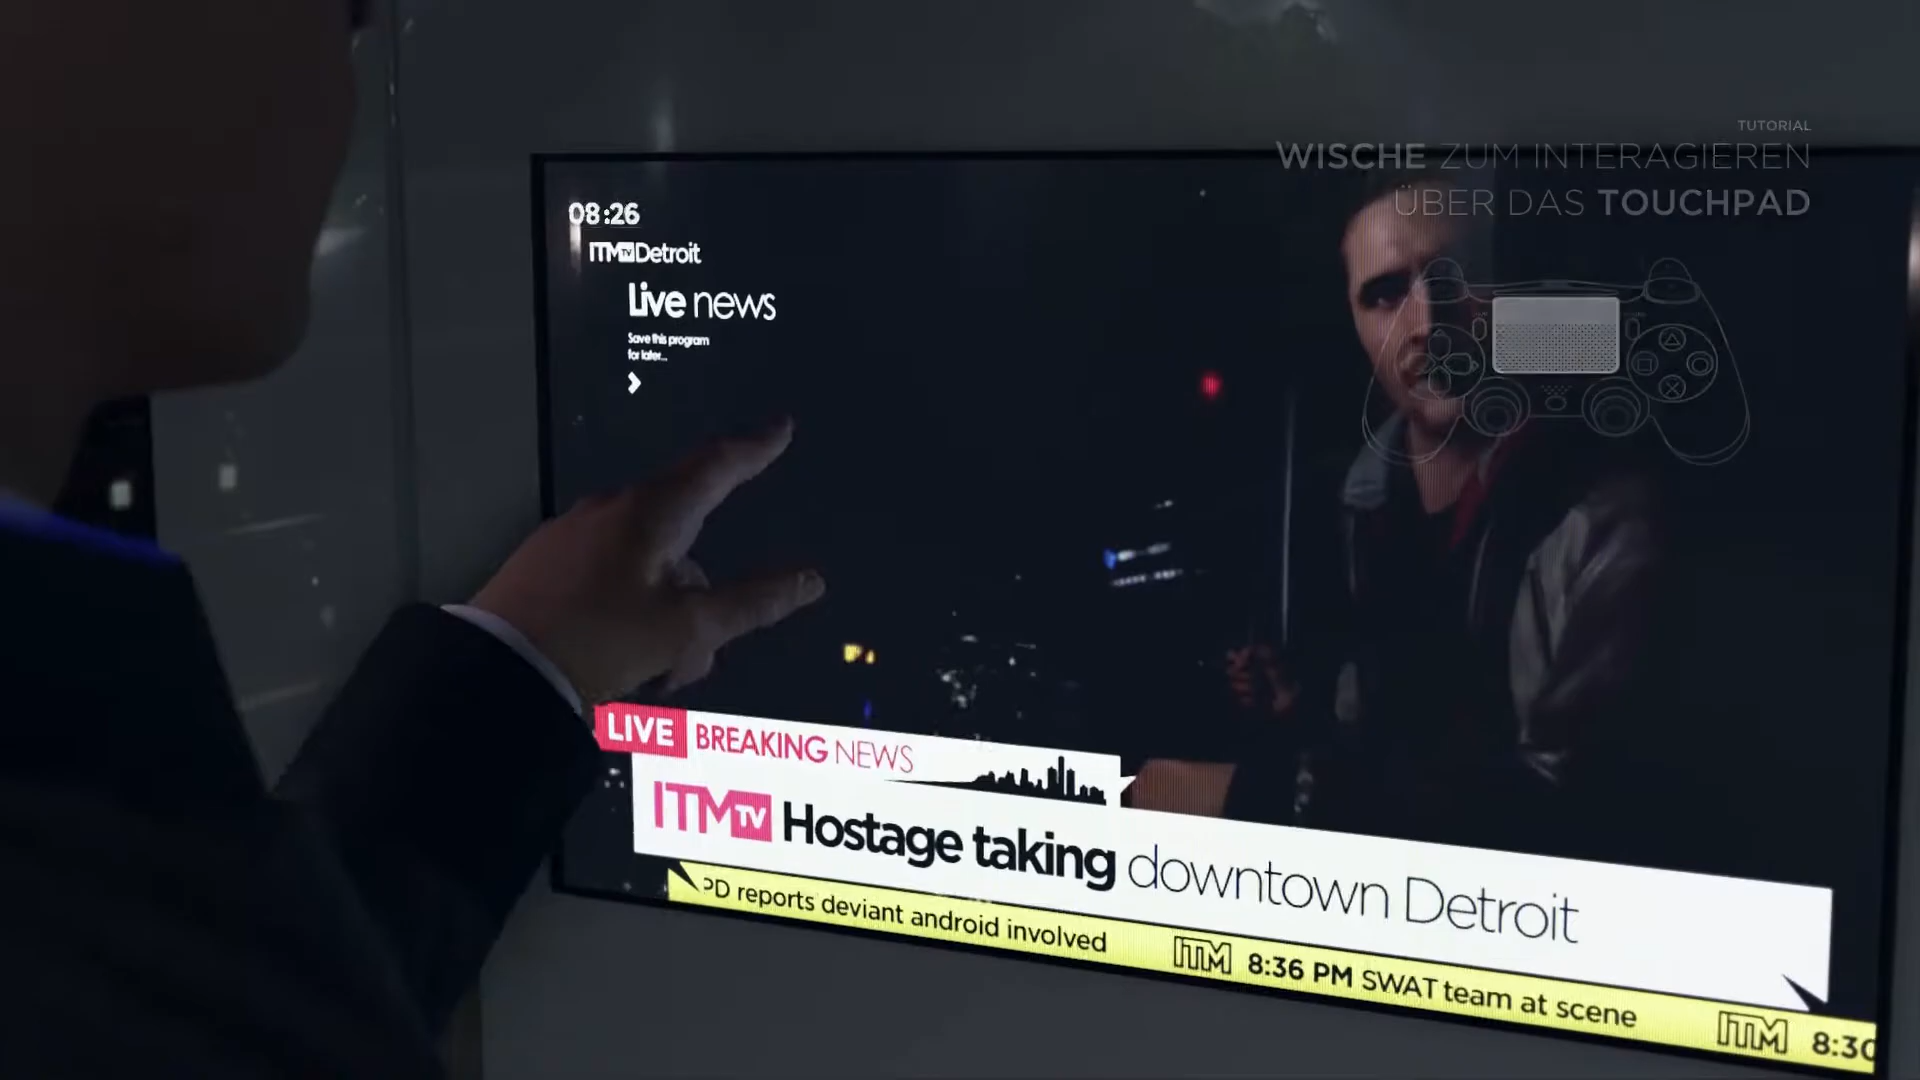 TUTORIAL
WISCHE ZUM INTERAGIEREN
ÜBER DAS TOUCHPAD
08:26
ITMTV Detroit
Live news
Save this program
for later...
LIVE BREAKING NEWS
ITMTV Hostage taking downtown Detroit
PD reports deviant android involved ITM 8:36 PM SWAT team at scene ITM 8:30